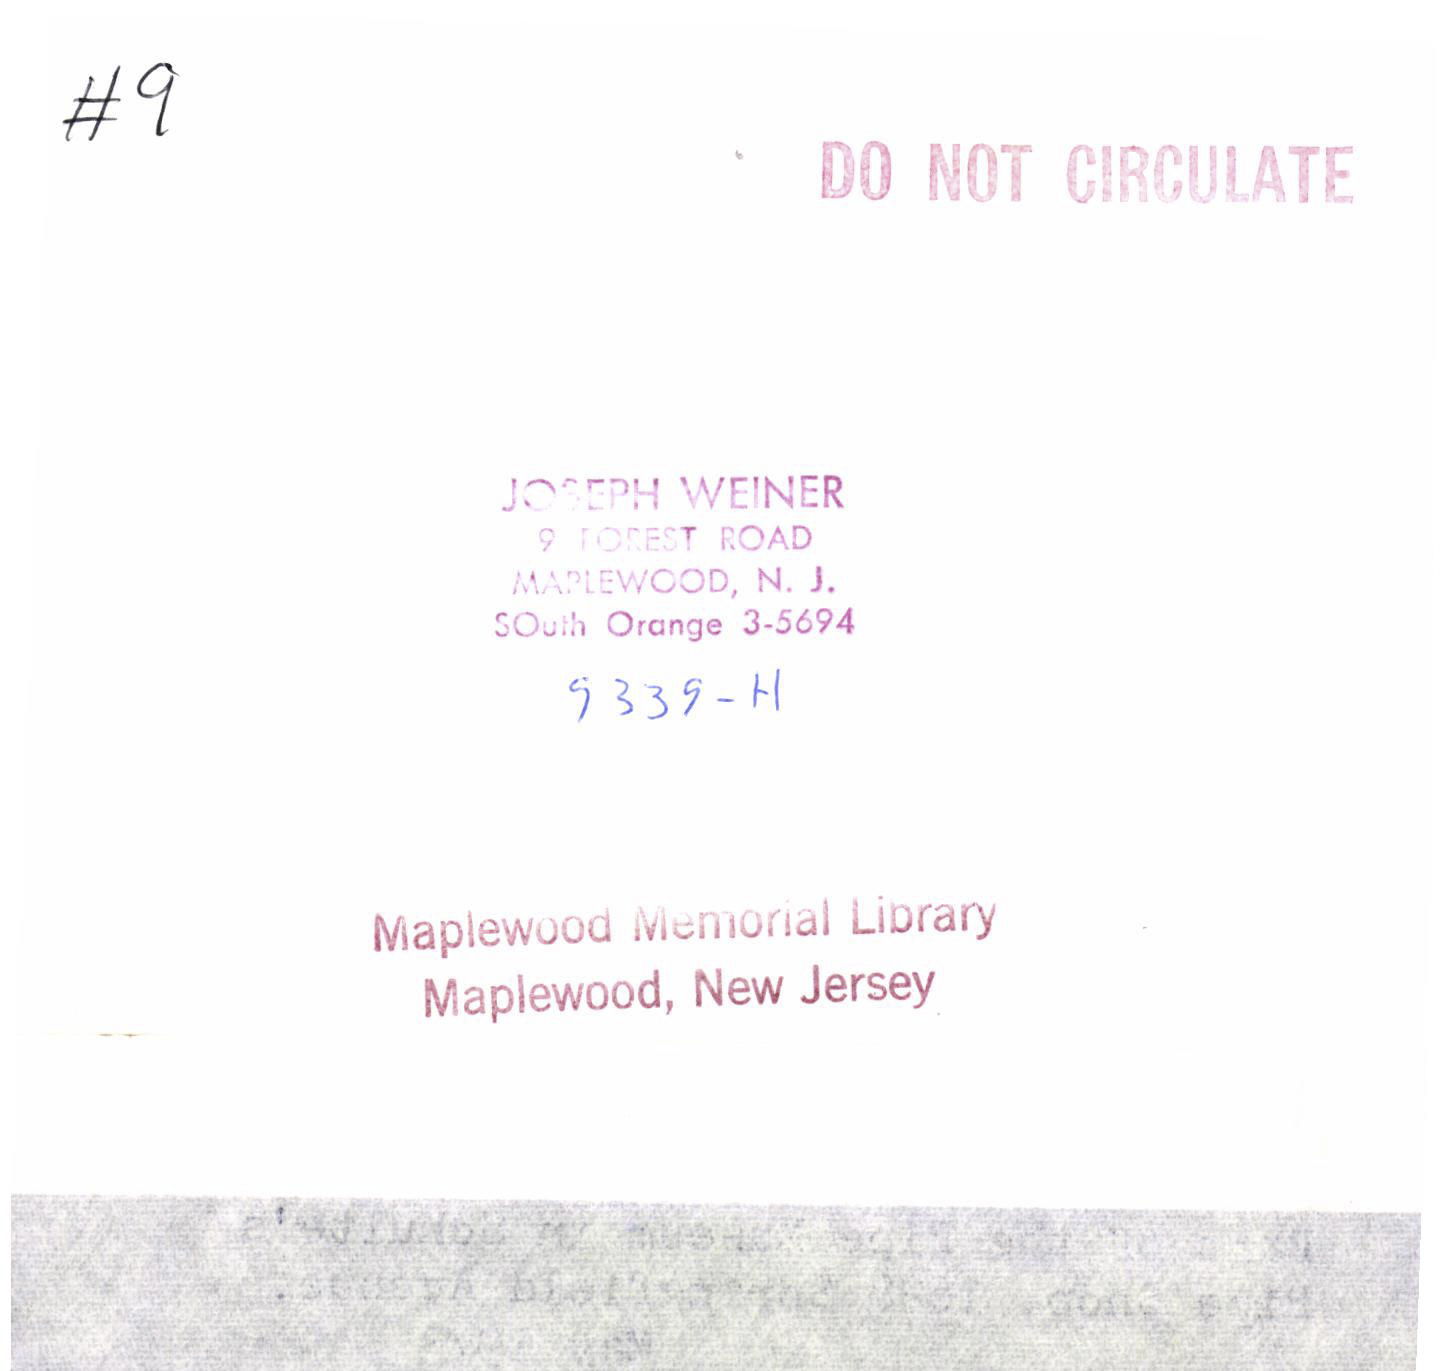 #9
DO NOT CIRCULATE
JOSEPH WEINER
9 FOREST ROAD
MAPLEWOOD, N. J.
SOuth Orange 3-5694
9339-H
Maplewood Memorial Library
Maplewood, New Jersey